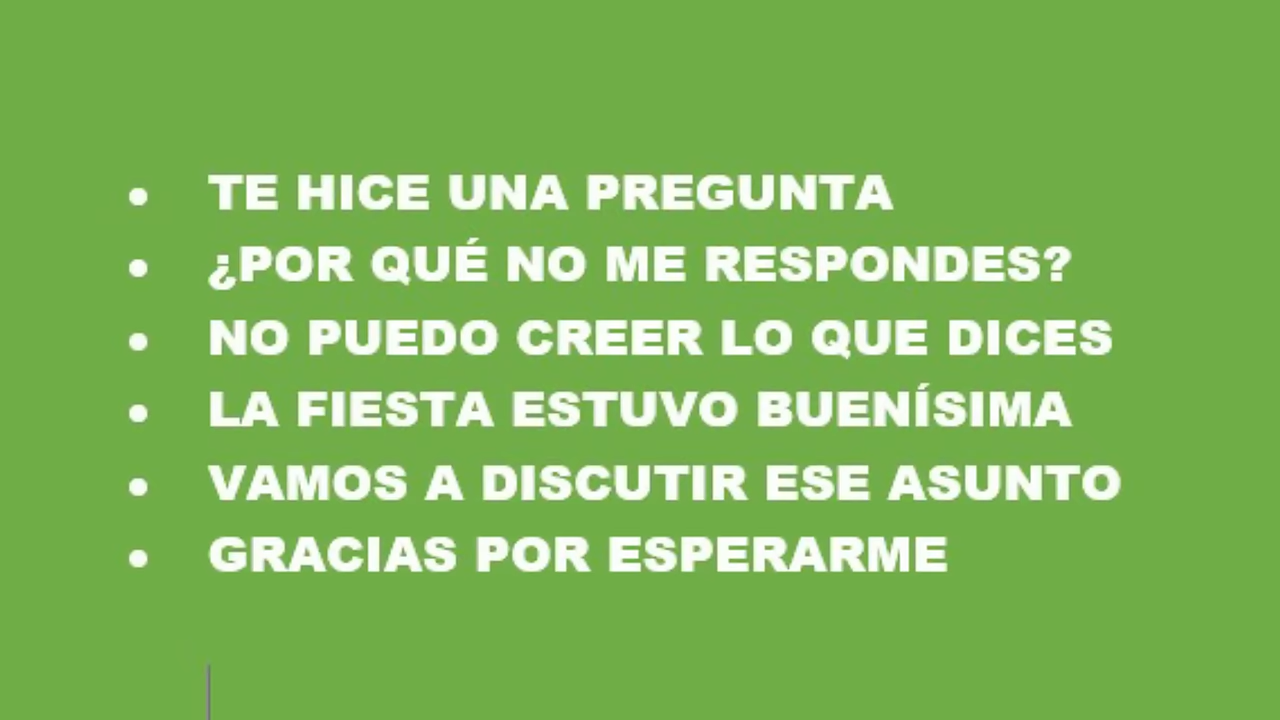 • TE HICE UNA PREGUNTA
• ¿POR QUÉ NO ME RESPONDES?
• NO PUEDO CREER LO QUE DICES
• LA FIESTA ESTUVO BUENÍSIMA
• VAMOS A DISCUTIR ESE ASUNTO
• GRACIAS POR ESPERARME